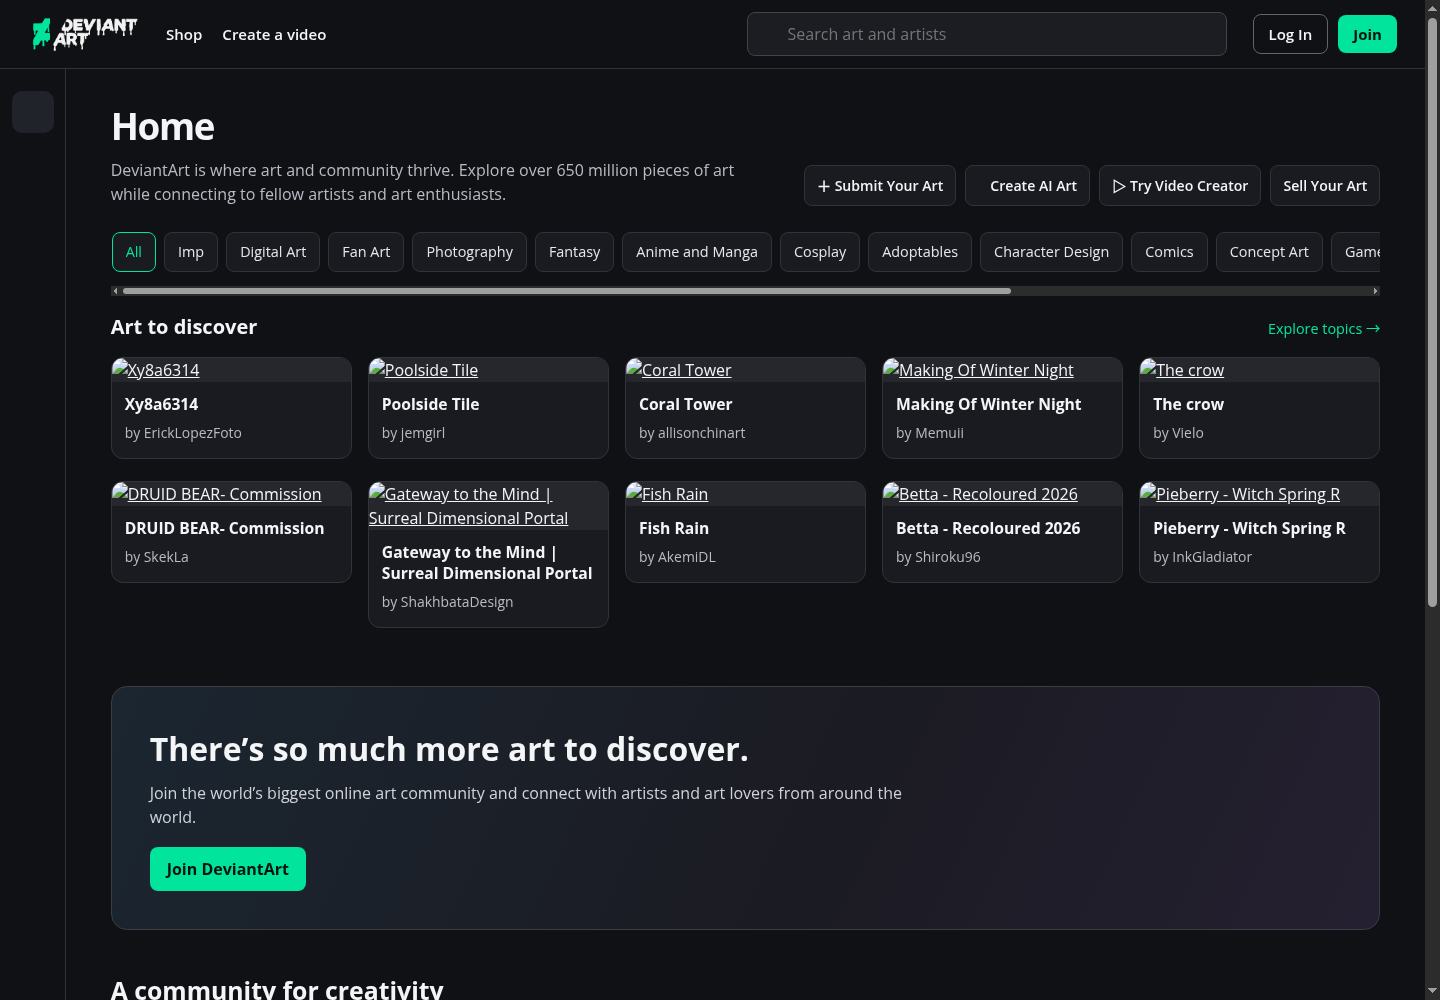 DEVIANT
ART
Shop
Create a video
Search art and artists
Log In
Join
Home
DeviantArt is where art and community thrive. Explore over 650 million pieces of art
while connecting to fellow artists and art enthusiasts.
+ Submit Your Art
Create AI Art
▷ Try Video Creator
Sell Your Art
All
Imp
Digital Art
Fan Art
Photography
Fantasy
Anime and Manga
Cosplay
Adoptables
Character Design
Comics
Concept Art
Game
Art to discover
Explore topics →
Xy8a6314
Poolside Tile
Coral Tower
Making Of Winter Night
The crow
Xy8a6314
Poolside Tile
Coral Tower
Making Of Winter Night
The crow
by ErickLopezFoto
by jemgirl
by allisonchinart
by Memuii
by Vielo
DRUID BEAR- Commission
Gateway to the Mind |
Surreal Dimensional Portal
Fish Rain
Betta - Recoloured 2026
Pieberry - Witch Spring R
DRUID BEAR- Commission
Gateway to the Mind |
Surreal Dimensional Portal
Fish Rain
Betta - Recoloured 2026
Pieberry - Witch Spring R
by SkekLa
by ShakhbataDesign
by AkemiDL
by Shiroku96
by InkGladiator
There’s so much more art to discover.
Join the world’s biggest online art community and connect with artists and art lovers from around the
world.
Join DeviantArt
A community for creativity